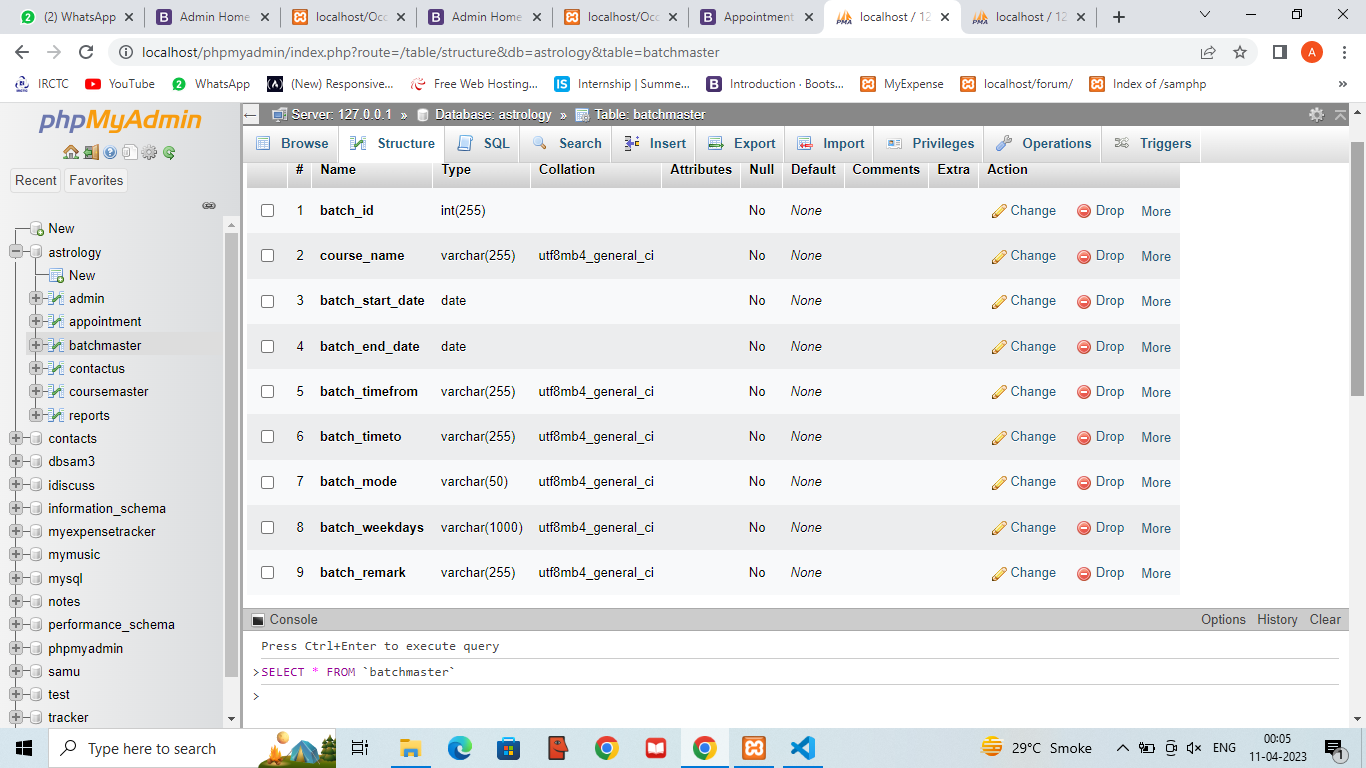 (2) WhatsApp
Admin Home
localhost/Occ
Admin Home
localhost/Occ
Appointment
localhost / 12
localhost / 12
localhost/phpmyadmin/index.php?route=/table/structure&db=astrology&table=batchmaster
A
IRCTC
YouTube
WhatsApp
(New) Responsive...
Free Web Hosting...
Internship | Summe...
Introduction · Boots...
MyExpense
localhost/forum/
Index of /samphp
»
phpMyAdmin
Recent
Favorites
New
astrology
New
admin
appointment
batchmaster
contactus
coursemaster
reports
contacts
dbsam3
idiscuss
information_schema
myexpensetracker
mymusic
mysql
notes
performance_schema
phpmyadmin
samu
test
tracker
Server: 127.0.0.1 » Database: astrology » Table: batchmaster
Browse Structure SQL Search Insert Export Import Privileges Operations Triggers
# Name Type Collation Attributes Null Default Comments Extra Action
1 batch_id int(255) No None Change Drop More
2 course_name varchar(255) utf8mb4_general_ci No None Change Drop More
3 batch_start_date date No None Change Drop More
4 batch_end_date date No None Change Drop More
5 batch_timefrom varchar(255) utf8mb4_general_ci No None Change Drop More
6 batch_timeto varchar(255) utf8mb4_general_ci No None Change Drop More
7 batch_mode varchar(50) utf8mb4_general_ci No None Change Drop More
8 batch_weekdays varchar(1000) utf8mb4_general_ci No None Change Drop More
9 batch_remark varchar(255) utf8mb4_general_ci No None Change Drop More
Console Options History Clear
Press Ctrl+Enter to execute query
>SELECT * FROM `batchmaster`
>
Type here to search
29°C Smoke
ENG
00:05
11-04-2023
1